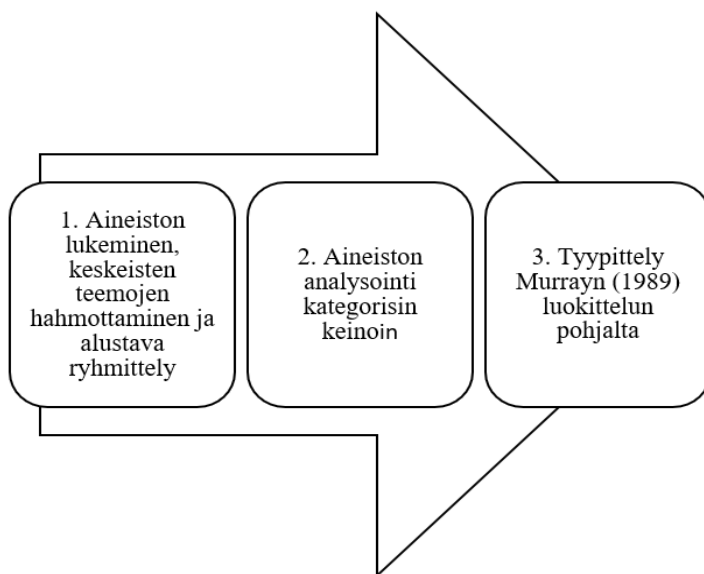 1. Aineiston
lukeminen,
keskeisten
teemojen
hahmottaminen ja
alustava
ryhmittely
2. Aineiston
analysointi
kategorisin
keinoin
3. Tyypittely
Murrayn (1989)
luokittelun
pohjalta